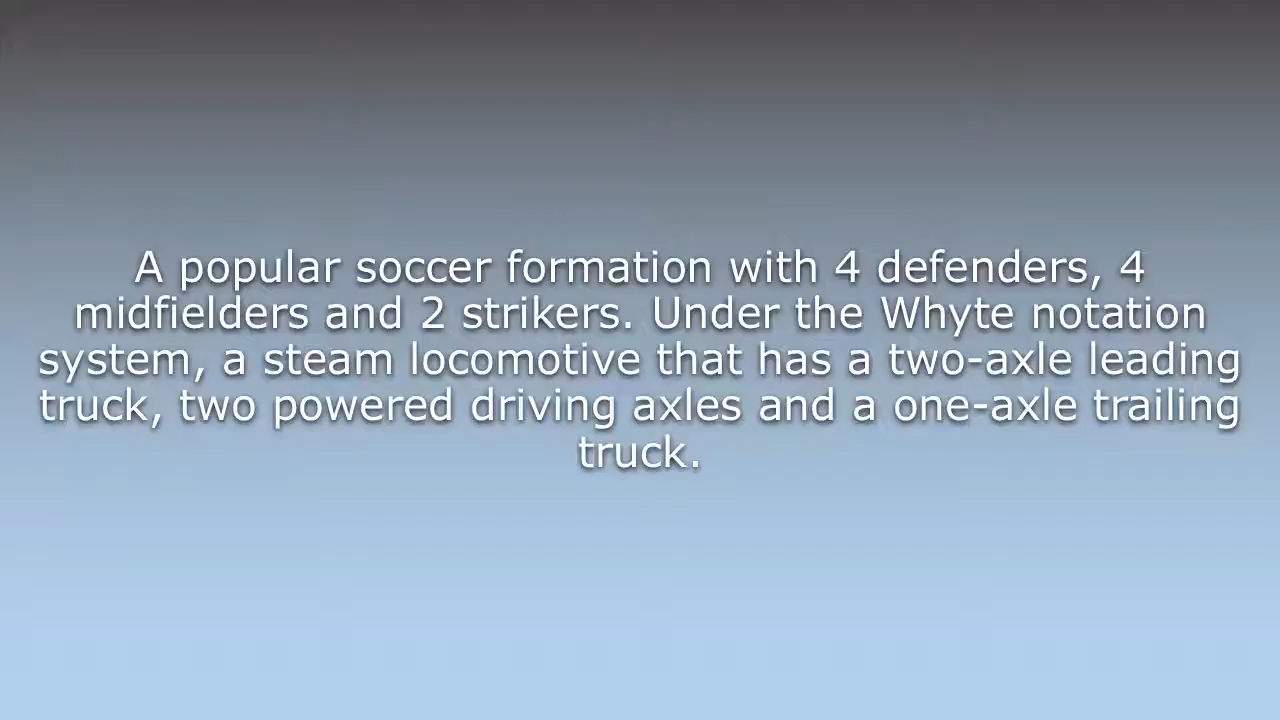 A popular soccer formation with 4 defenders, 4
midfielders and 2 strikers. Under the Whyte notation
system, a steam locomotive that has a two-axle leading
truck, two powered driving axles and a one-axle trailing
truck.